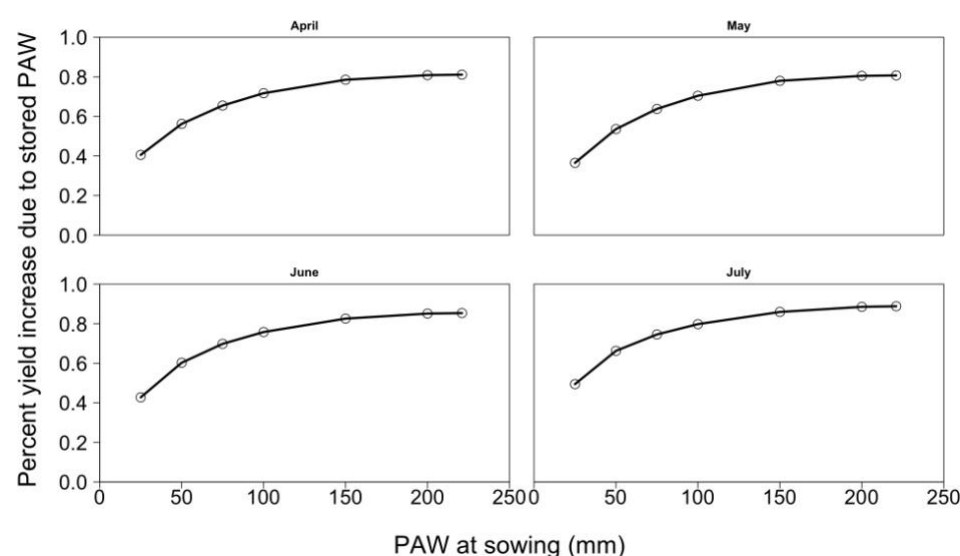 Percent yield increase due to stored PAW
April
May
1.0
0.8
0.6
0.4
0.2
0.0
June
July
1.0
0.8
0.6
0.4
0.2
0.0
0 50 100 150 200 250 0 50 100 150 200 250
PAW at sowing (mm)